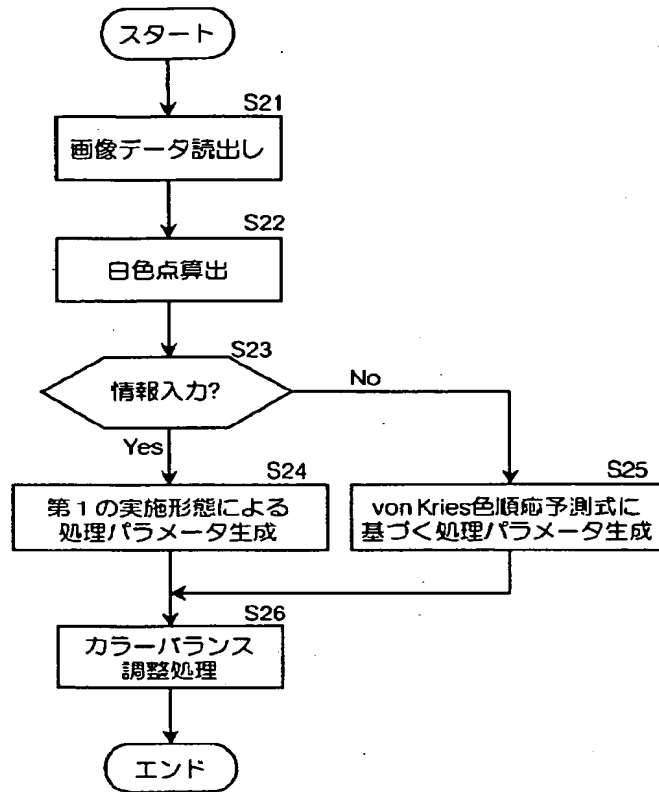 スタート
S21
画像データ読出し
S22
白色点算出
S23
情報入力?
No
Yes
S24
第1の実施形態による
処理パラメータ生成
S25
von Kries色順応予測式に
基づく処理パラメータ生成
S26
カラーバランス
調整処理
エンド